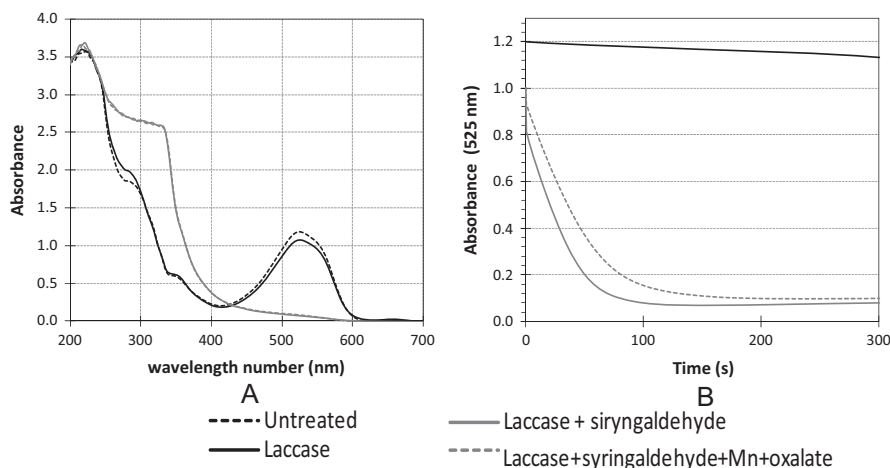 4.0
3.5
3.0
2.5
2.0
1.5
1.0
0.5
0.0
Absorbance
200 300 400 500 600 700
wavelength number (nm)
A
1.2
1.0
0.8
0.6
0.4
0.2
0.0
Absorbance (525 nm)
0 100 200 300
Time (s)
B
Untreated
Laccase
Laccase + siryngaldehyde
Laccase+syringaldehyde+Mn+oxalate